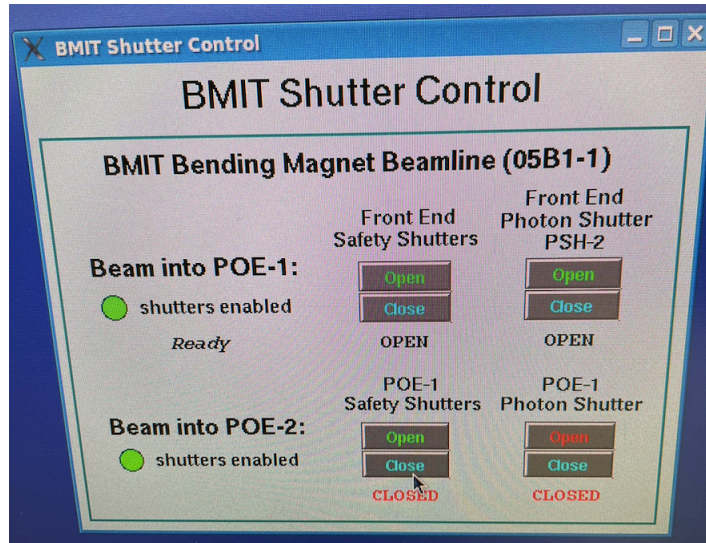 BMIT Shutter Control
BMIT Shutter Control
BMIT Bending Magnet Beamline (05B1-1)
Front End
Safety Shutters
Front End
Photon Shutter
PSH-2
Beam into POE-1:
Open
Open
shutters enabled
Close
Close
Ready
OPEN
OPEN
POE-1
Safety Shutters
POE-1
Photon Shutter
Beam into POE-2:
Open
Open
shutters enabled
Close
Close
CLOSED
CLOSED